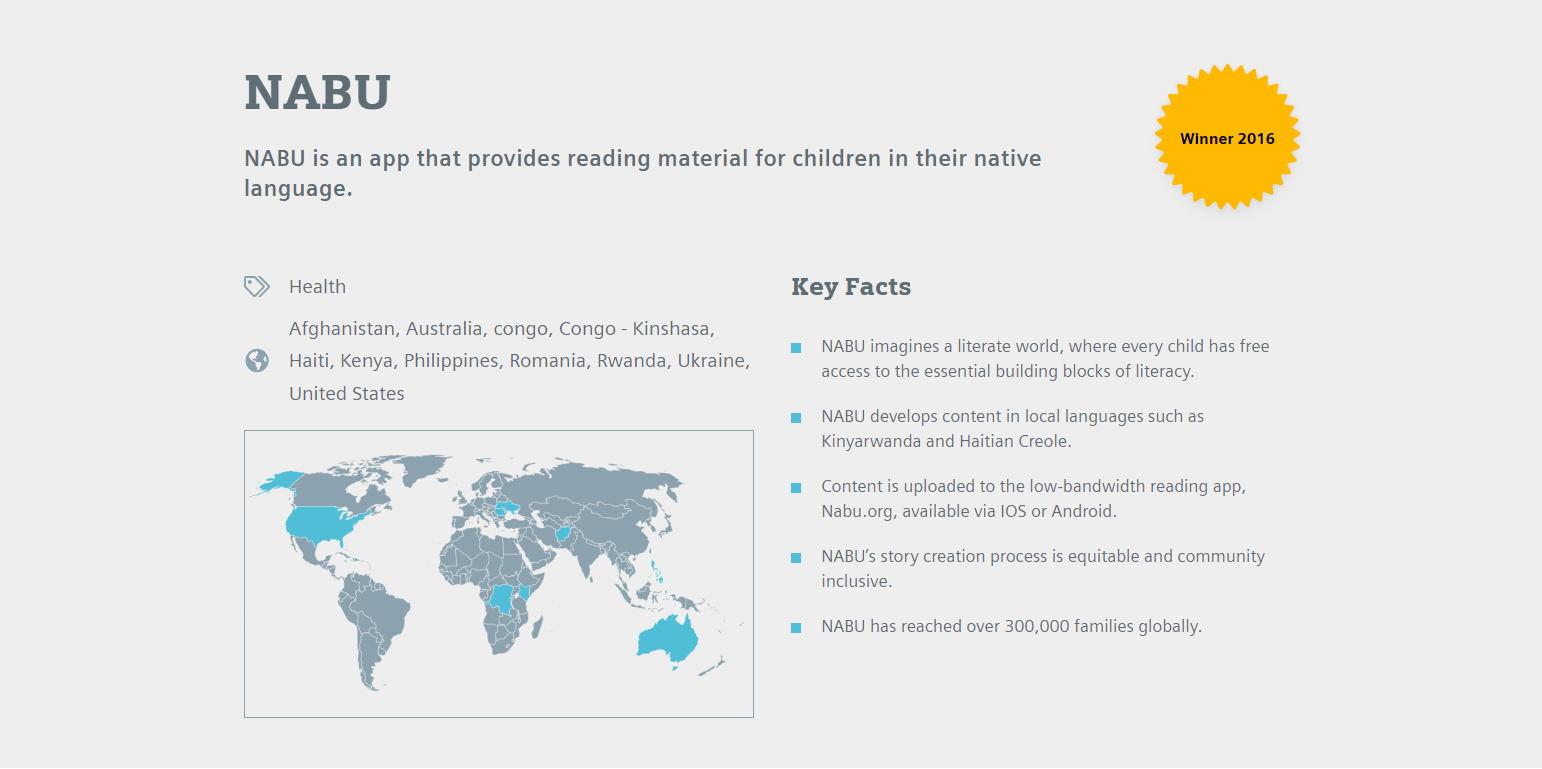 NABU
NABU is an app that provides reading material for children in their native
language.
Winner 2016
Health
Afghanistan, Australia, congo, Congo - Kinshasa,
Haiti, Kenya, Philippines, Romania, Rwanda, Ukraine,
United States
Key Facts
NABU imagines a literate world, where every child has free
access to the essential building blocks of literacy.
NABU develops content in local languages such as
Kinyarwanda and Haitian Creole.
Content is uploaded to the low-bandwidth reading app,
Nabu.org, available via IOS or Android.
NABU’s story creation process is equitable and community
inclusive.
NABU has reached over 300,000 families globally.